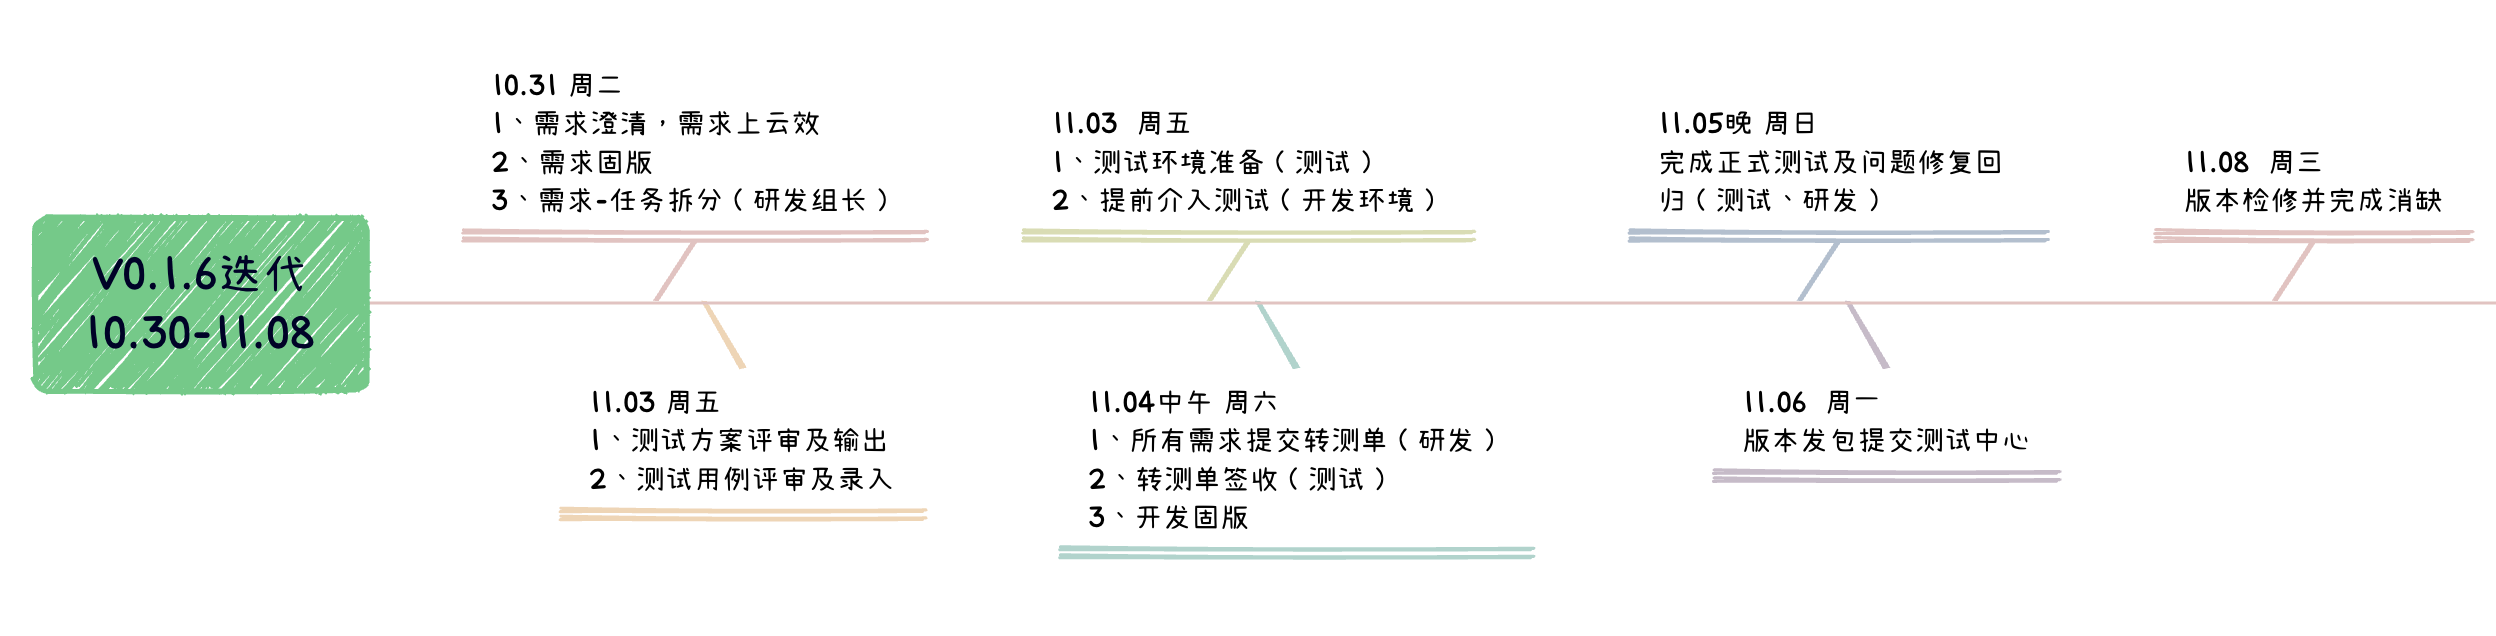 V0.1.6迭代
10.30-11.08
10.31 周二
1、需求澄清，需求上云效
2、需求固版
3、需求-任务拆分（研发组长）
11.03 周五
1、测试方案评审及输出
2、测试用例评审及录入
11.03 周五
1、测试环境准备（测试）
2、提前介入测试（开发环境）
11.04中午 周六
1、所有需求提交转测单（研发）
2、转测单签收（测试）
3、开发固版
11.05晚 周日
完成正式测试及问题修复回
归（测试、研发）
11.06 周一
版本发包提交测试中心
11.08 周三
版本检修并完成消缺